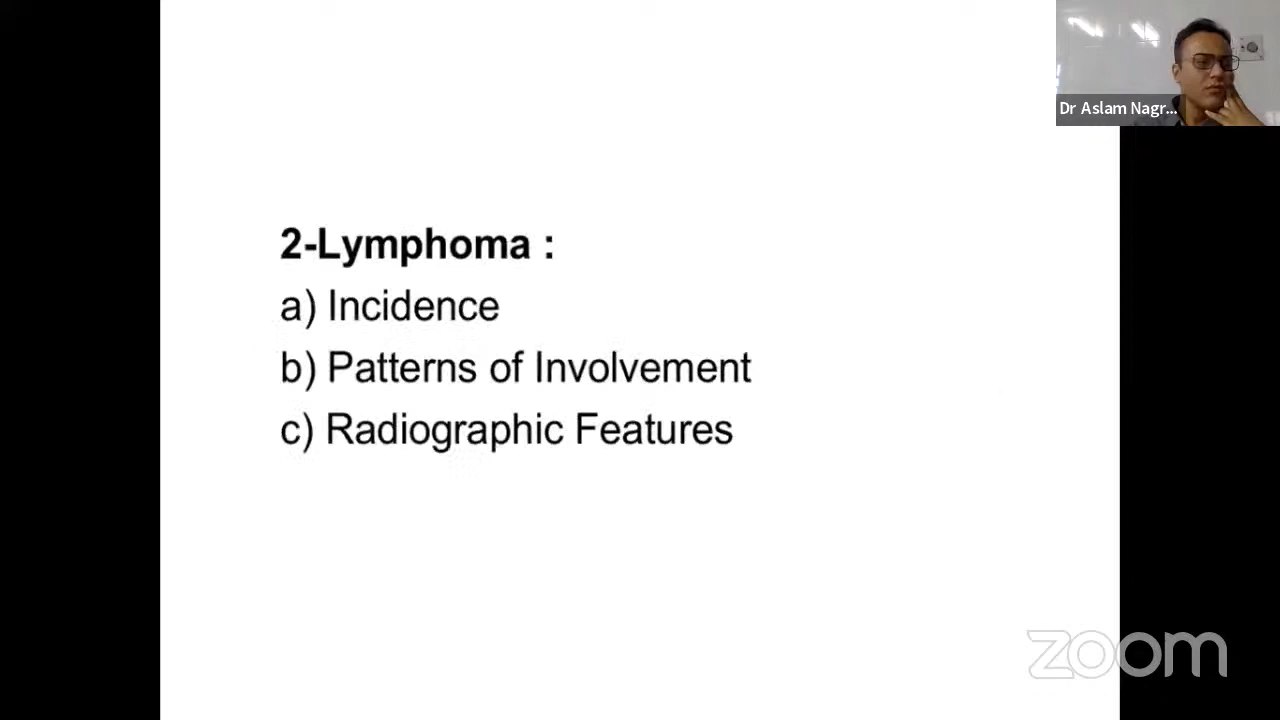 Dr Aslam Nagr...
2-Lymphoma :
a) Incidence
b) Patterns of Involvement
c) Radiographic Features
zoom